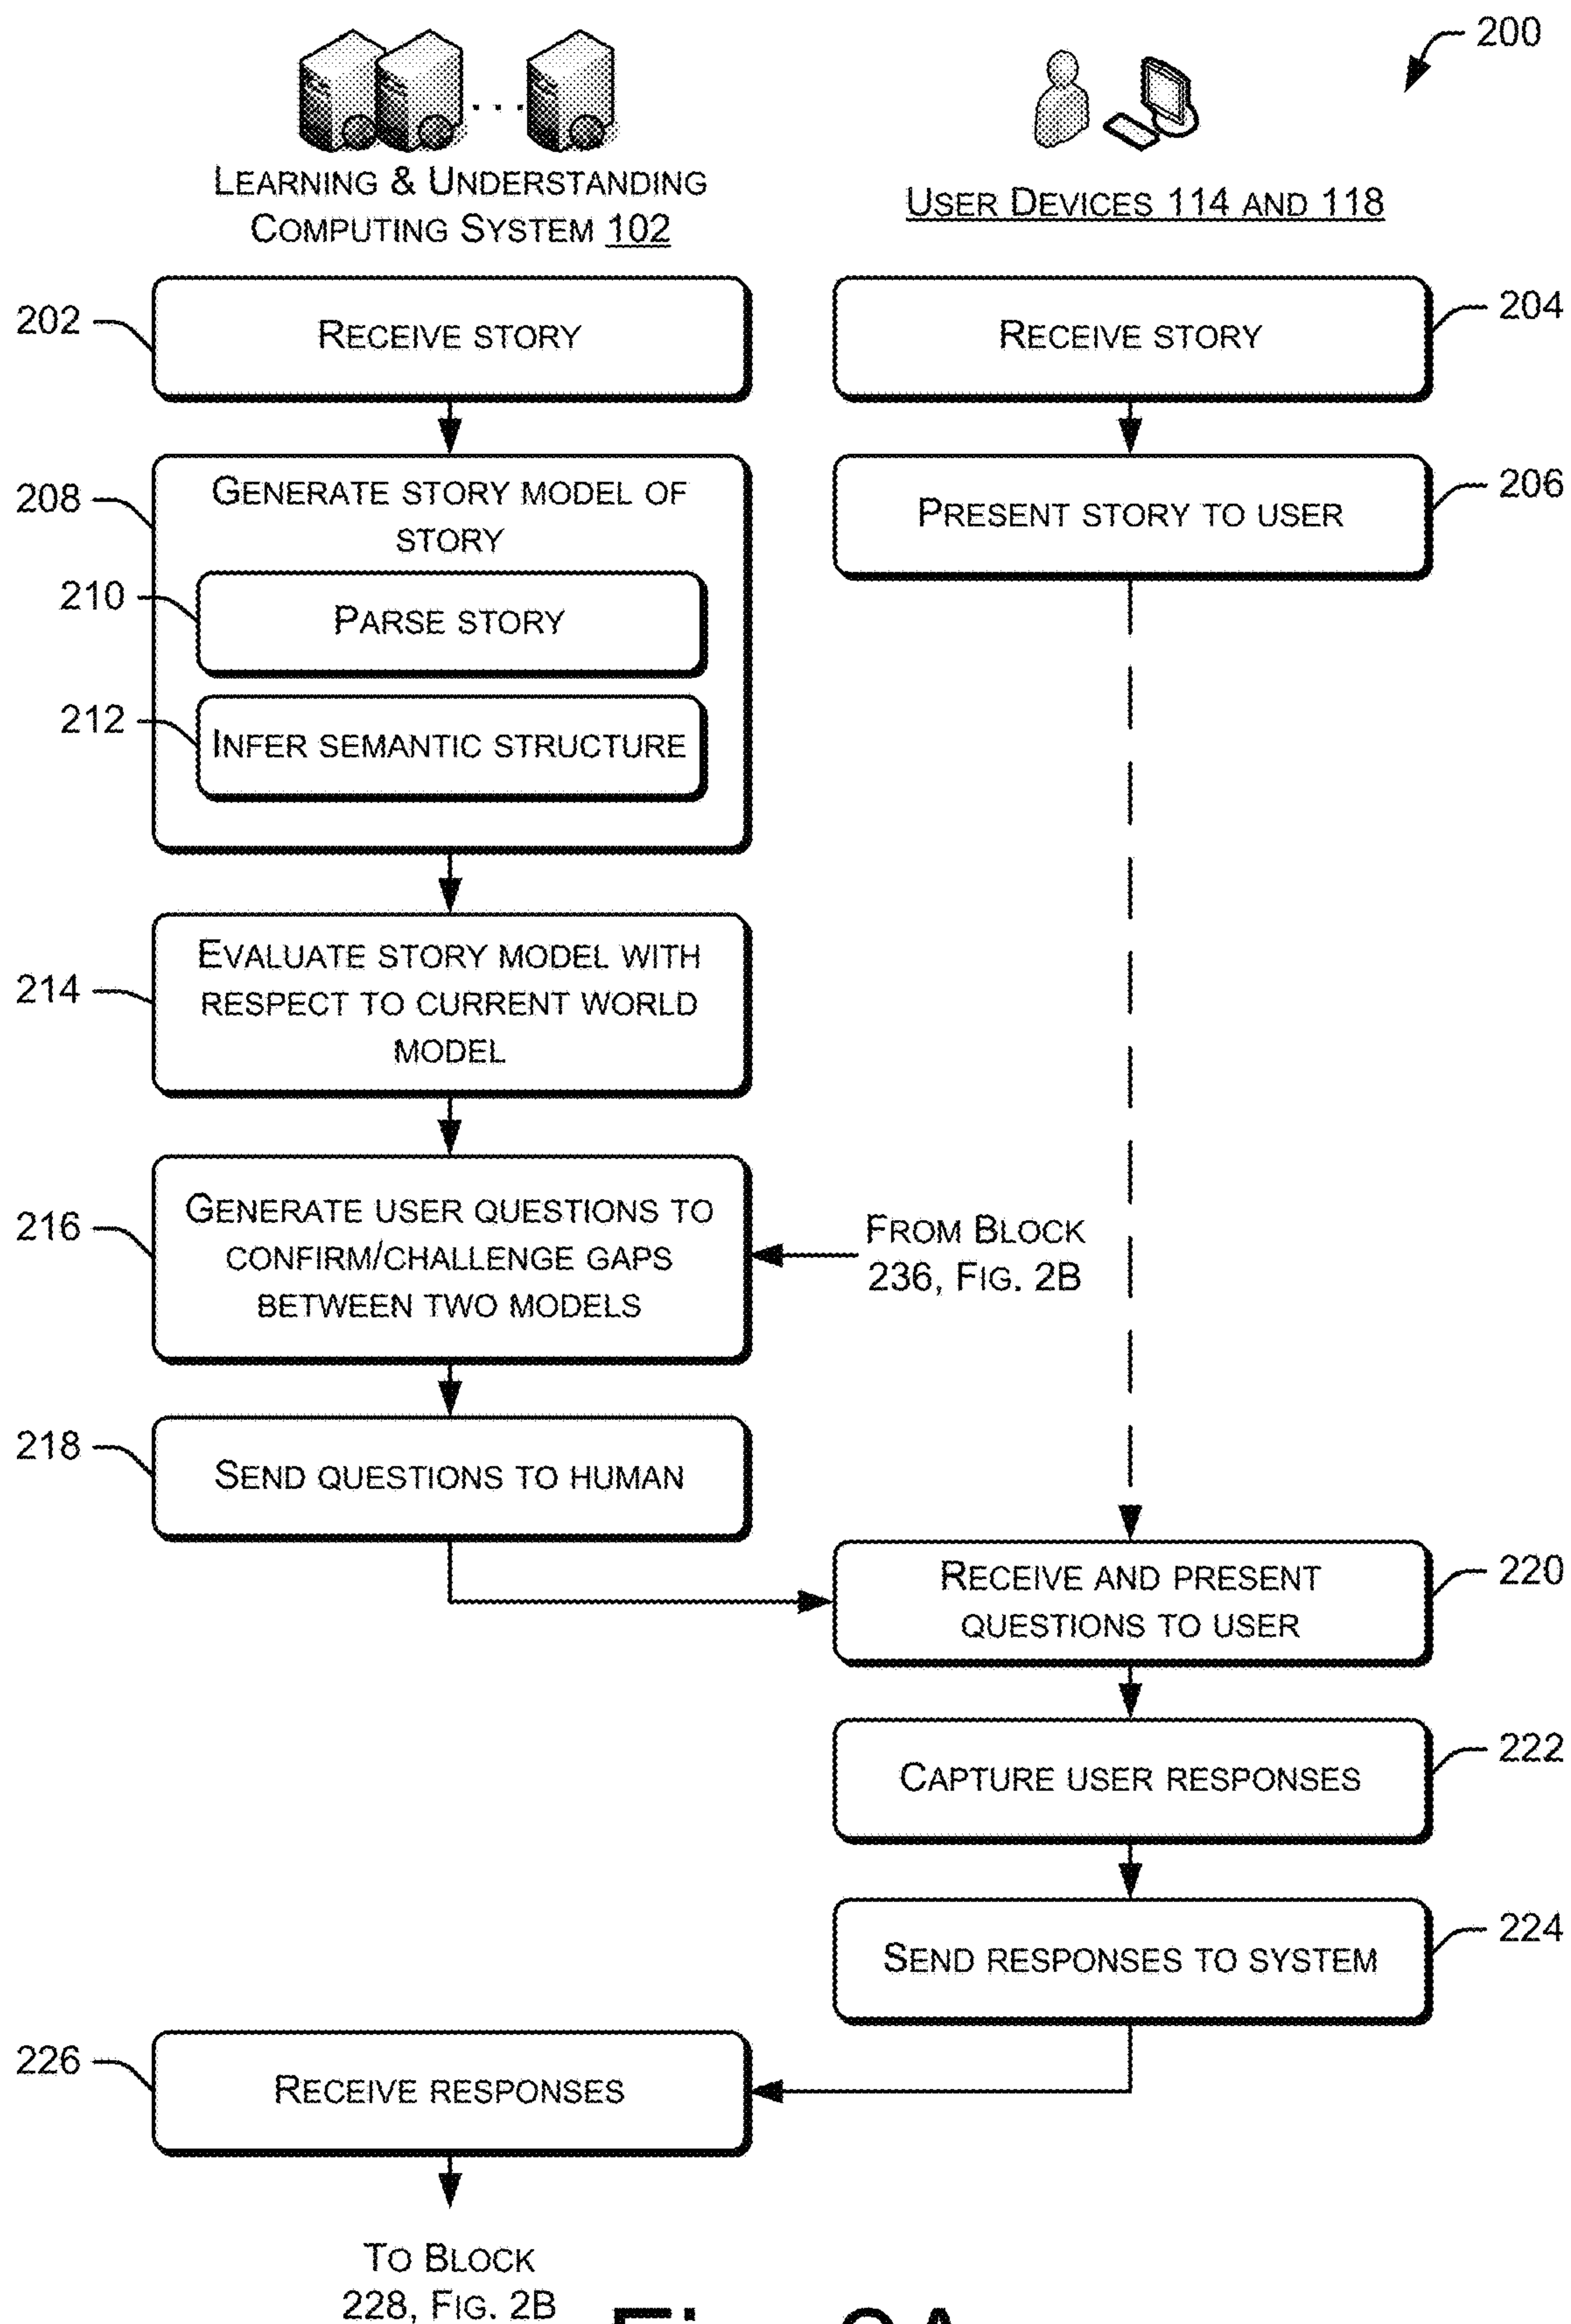 200
LEARNING & UNDERSTANDING
COMPUTING SYSTEM 102
USER DEVICES 114 AND 118
202
RECEIVE STORY
204
RECEIVE STORY
208
GENERATE STORY MODEL OF
STORY
206
PRESENT STORY TO USER
210
PARSE STORY
212
INFER SEMANTIC STRUCTURE
214
EVALUATE STORY MODEL WITH
RESPECT TO CURRENT WORLD
MODEL
216
GENERATE USER QUESTIONS TO
CONFIRM/CHALLENGE GAPS
BETWEEN TWO MODELS
FROM BLOCK
236, FIG. 2B
218
SEND QUESTIONS TO HUMAN
220
RECEIVE AND PRESENT
QUESTIONS TO USER
222
CAPTURE USER RESPONSES
224
SEND RESPONSES TO SYSTEM
226
RECEIVE RESPONSES
TO BLOCK
228, FIG. 2B